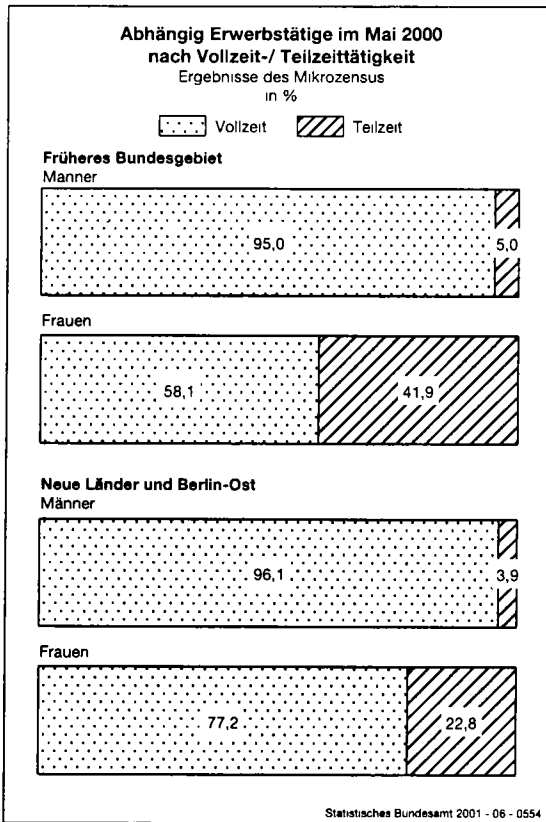 Abhängig Erwerbstätige im Mai 2000
nach Vollzeit-/ Teilzeittätigkeit
Ergebnisse des Mikrozensus
in %
Vollzeit Teilzeit
Früheres Bundesgebiet
Manner
95,0 5,0
Frauen
58,1 41,9
Neue Länder und Berlin-Ost
Männer
96,1 3,9
Frauen
77,2 22,8
Statistisches Bundesamt 2001 - 06 - 0554